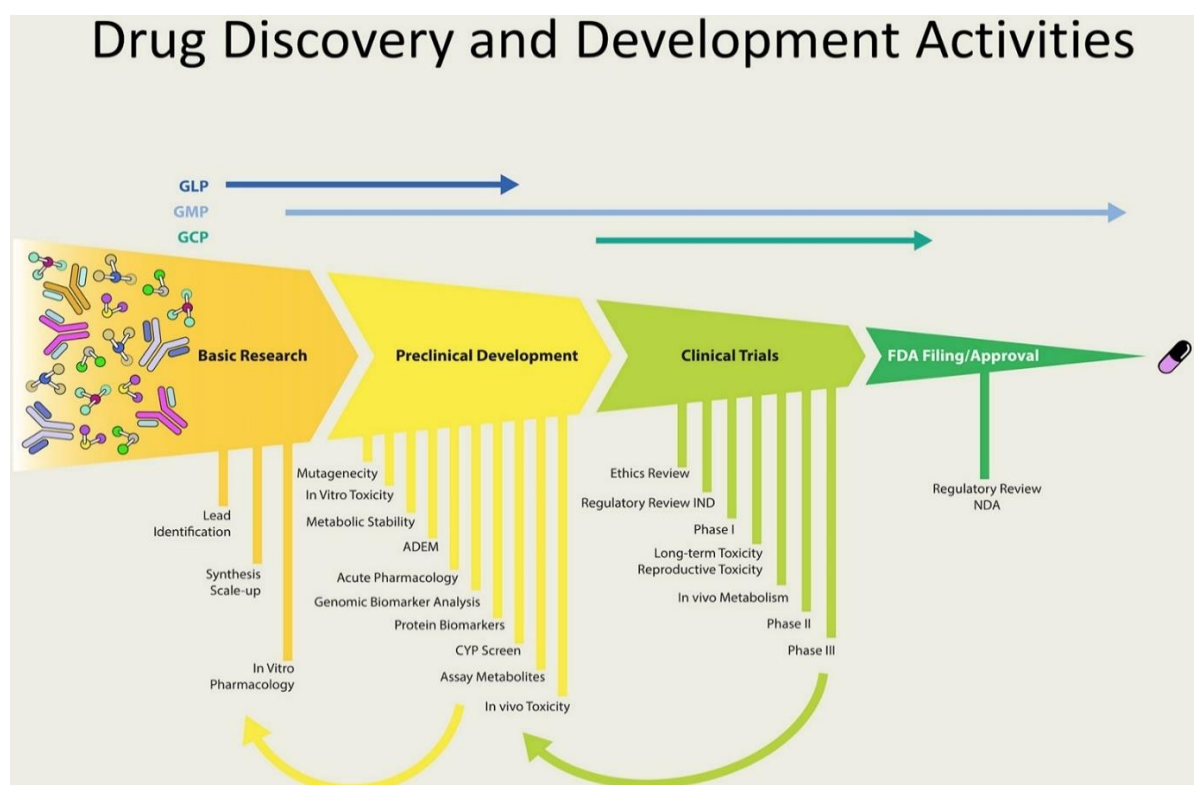 Drug Discovery and Development Activities
GLP
GMP
GCP
Basic Research
Preclinical Development
Clinical Trials
FDA Filing/Approval
Lead
Identification
Synthesis
Scale-up
In Vitro
Pharmacology
Mutagenecity
In Vitro Toxicity
Metabolic Stability
ADEM
Acute Pharmacology
Genomic Biomarker Analysis
Protein Biomarkers
CYP Screen
Assay Metabolites
In vivo Toxicity
Ethics Review
Regulatory Review IND
Phase I
Long-term Toxicity
Reproductive Toxicity
In vivo Metabolism
Phase II
Phase III
Regulatory Review
NDA